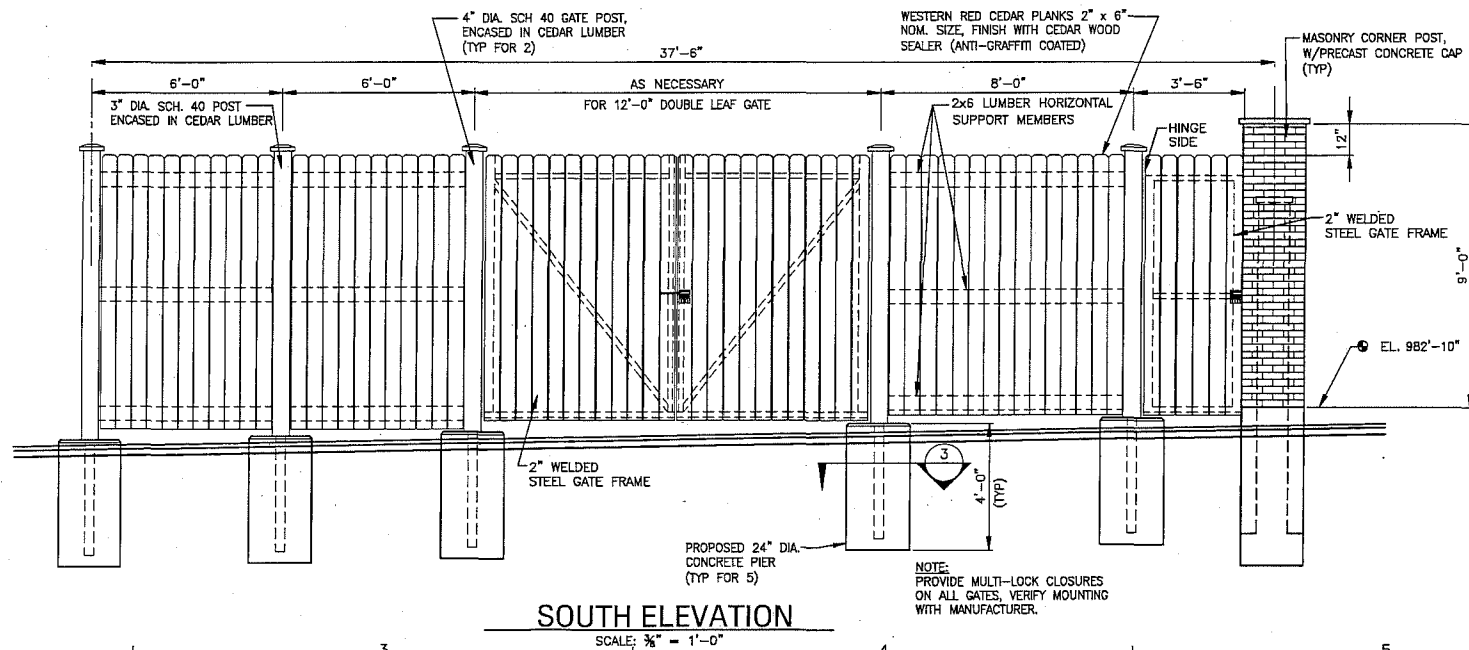 4" DIA. SCH 40 GATE POST,
ENCASED IN CEDAR LUMBER
(TYP FOR 2)
WESTERN RED CEDAR PLANKS 2" x 6"
NOM. SIZE, FINISH WITH CEDAR WOOD
SEALER (ANTI-GRAFFITI COATED)
MASONRY CORNER POST,
W/PRECAST CONCRETE CAP
(TYP)
37'-6"
6'-0"
6'-0"
AS NECESSARY
FOR 12'-0" DOUBLE LEAF GATE
8'-0"
3'-6"
3" DIA. SCH. 40 POST
ENCASED IN CEDAR LUMBER
2x6 LUMBER HORIZONTAL
SUPPORT MEMBERS
HINGE
SIDE
12"
2" WELDED
STEEL GATE FRAME
9'-0"
EL. 982'-10"
2" WELDED
STEEL GATE FRAME
3
4'-0"
(TYP)
PROPOSED 24" DIA.
CONCRETE PIER
(TYP FOR 5)
NOTE:
PROVIDE MULTI-LOCK CLOSURES
ON ALL GATES, VERIFY MOUNTING
WITH MANUFACTURER.
SOUTH ELEVATION
SCALE: ⅜" = 1'-0"
3
4
5